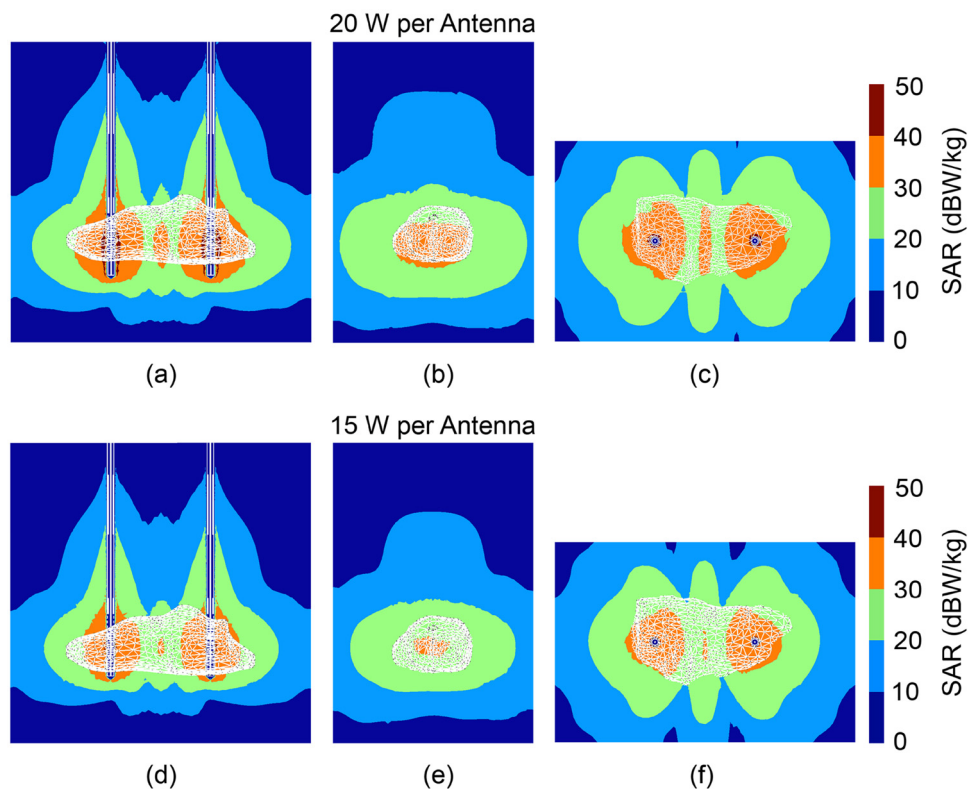 20 W per Antenna
50
40
30
20
10
0
SAR (dBW/kg)
(a)
(b)
(c)
15 W per Antenna
50
40
30
20
10
0
SAR (dBW/kg)
(d)
(e)
(f)